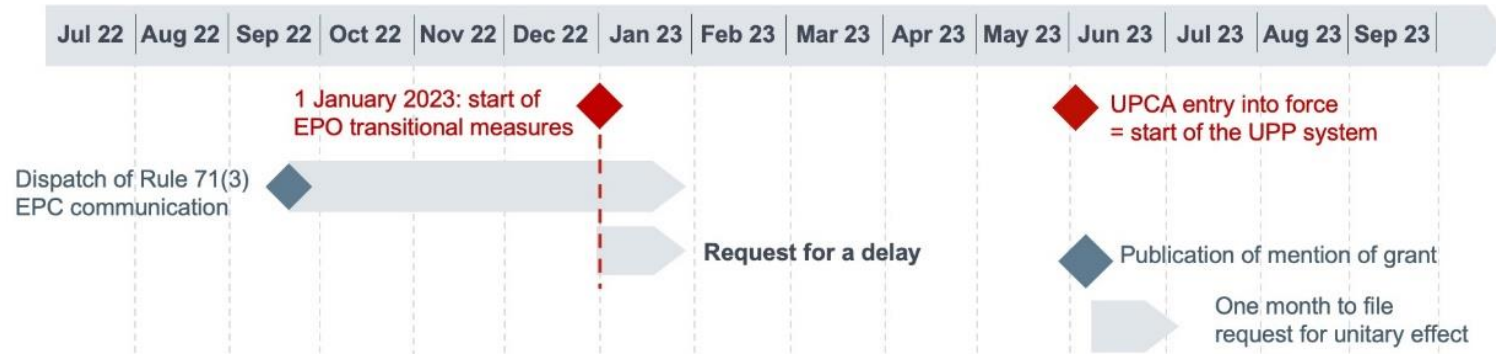 Jul 22 Aug 22 Sep 22 Oct 22 Nov 22 Dec 22 Jan 23 Feb 23 Mar 23 Apr 23 May 23 Jun 23 Jul 23 Aug 23 Sep 23
1 January 2023: start of
EPO transitional measures
UPCA entry into force
= start of the UPP system
Dispatch of Rule 71(3)
EPC communication
Request for a delay
Publication of mention of grant
One month to file
request for unitary effect